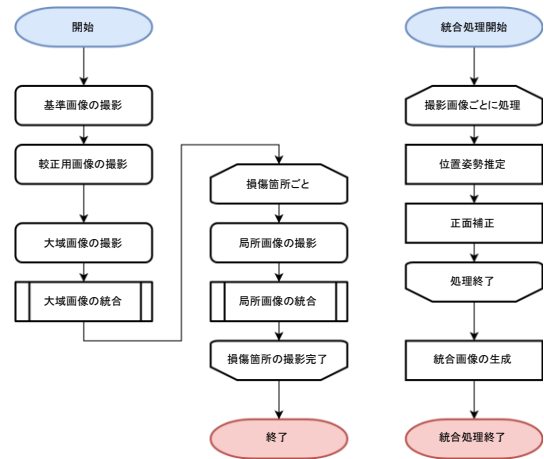 開始
基準画像の撮影
較正用画像の撮影
大域画像の撮影
大域画像の統合
損傷箇所ごと
局所画像の撮影
局所画像の統合
損傷箇所の撮影完了
終了
統合処理開始
撮影画像ごとに処理
位置姿勢推定
正面補正
処理終了
統合画像の生成
統合処理終了